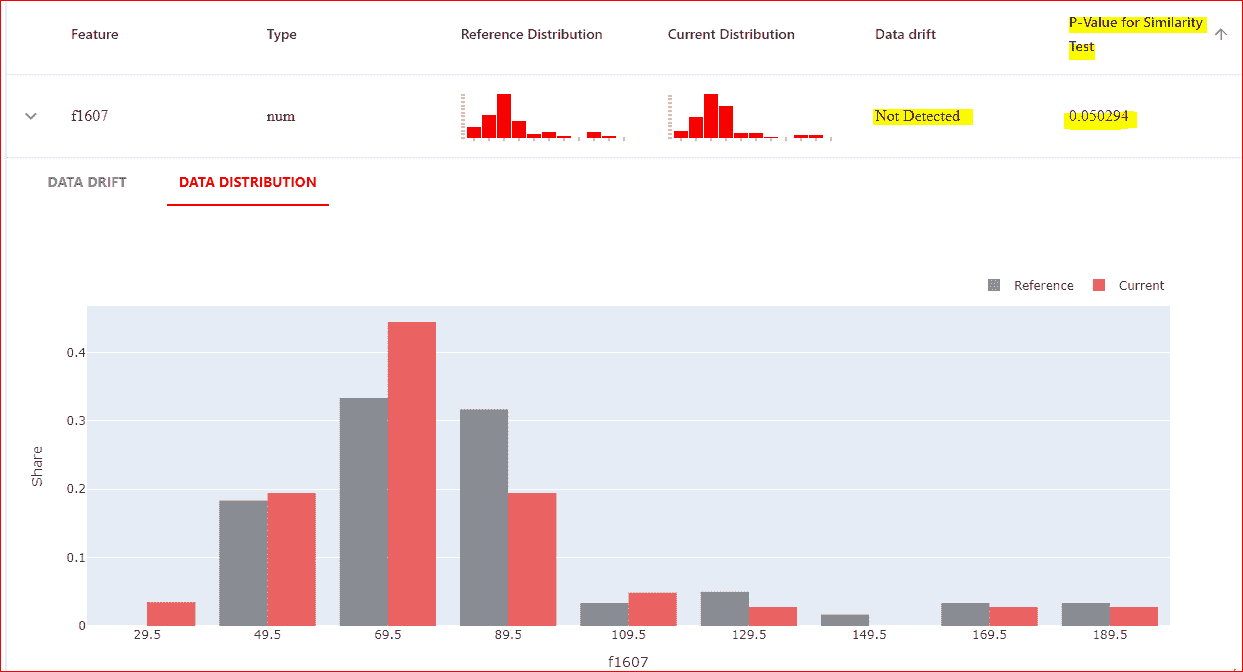 Feature Type Reference Distribution Current Distribution Data drift P-Value for Similarity
Test
f1607 num Not Detected 0.050294
DATA DRIFT DATA DISTRIBUTION
Reference Current
0.4
0.3
0.2
0.1
0
Share
29.5 49.5 69.5 89.5 109.5 129.5 149.5 169.5 189.5
f1607